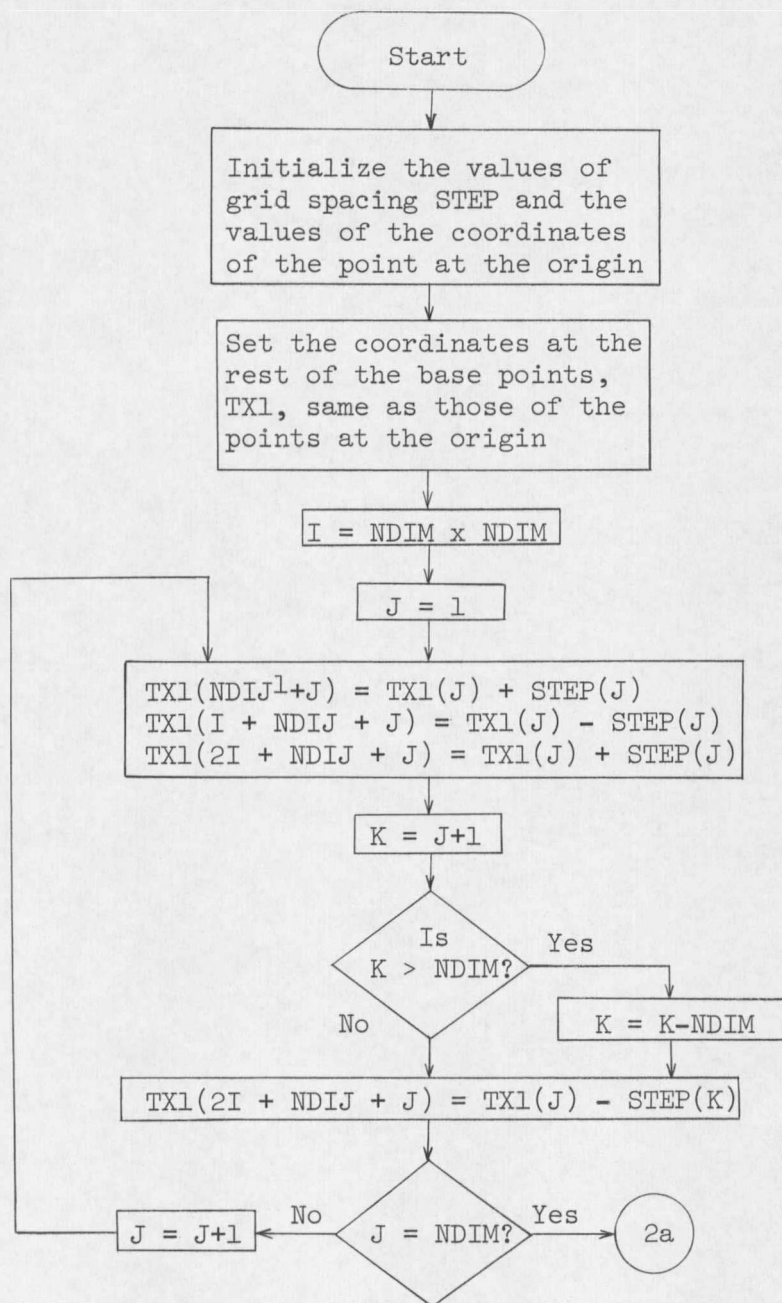 Start
Initialize the values of
grid spacing STEP and the
values of the coordinates
of the point at the origin
Set the coordinates at the
rest of the base points,
TX1, same as those of the
points at the origin
I = NDIM x NDIM
J = 1
TX1(NDIJ¹+J) = TX1(J) + STEP(J)
TX1(I + NDIJ + J) = TX1(J) - STEP(J)
TX1(2I + NDIJ + J) = TX1(J) + STEP(J)
K = J+1
Is
K > NDIM?
Yes
No
K = K-NDIM
TX1(2I + NDIJ + J) = TX1(J) - STEP(K)
J = J+1
No
J = NDIM?
Yes
2a